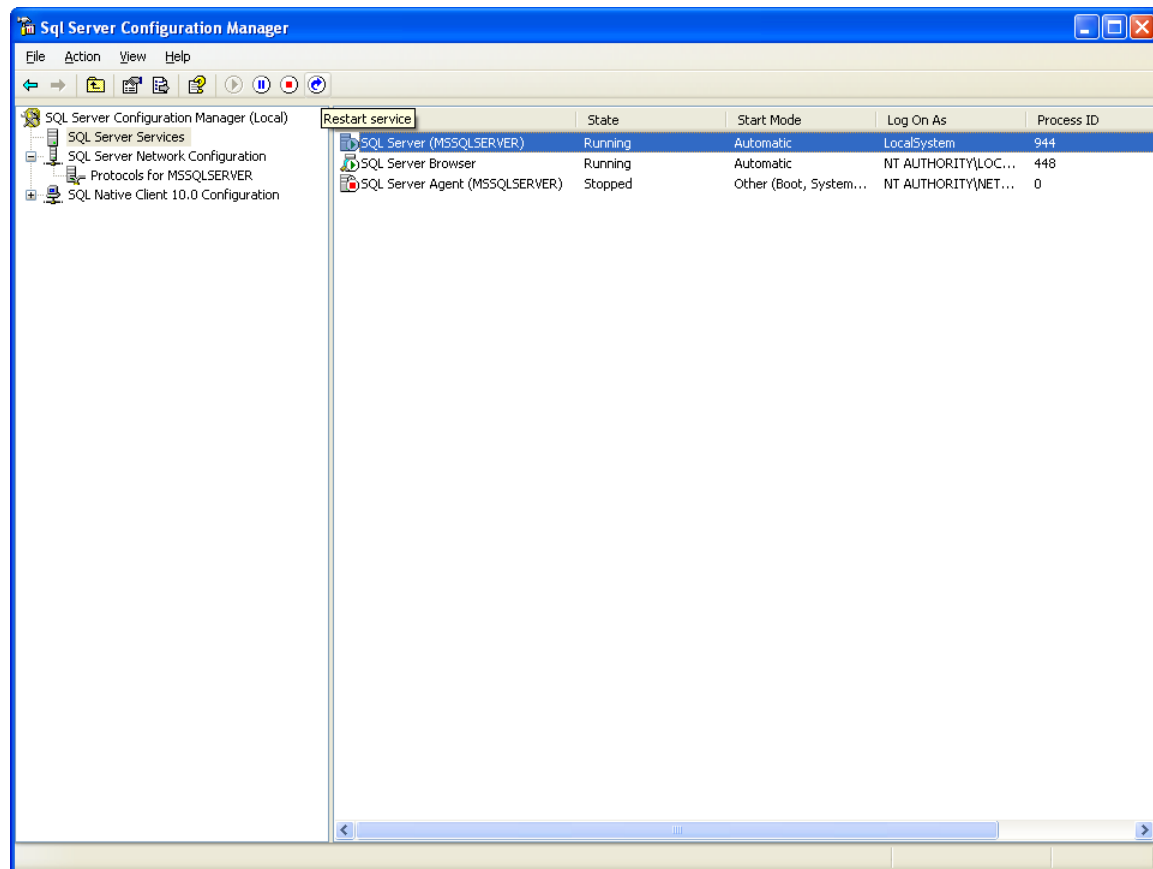 Sql Server Configuration Manager
File Action View Help
SQL Server Configuration Manager (Local)
SQL Server Services
SQL Server Network Configuration
Protocols for MSSQLSERVER
SQL Native Client 10.0 Configuration
Restart service
State Start Mode Log On As Process ID
SQL Server (MSSQLSERVER) Running Automatic LocalSystem 944
SQL Server Browser Running Automatic NT AUTHORITY\LOC... 448
SQL Server Agent (MSSQLSERVER) Stopped Other (Boot, System... NT AUTHORITY\NET... 0